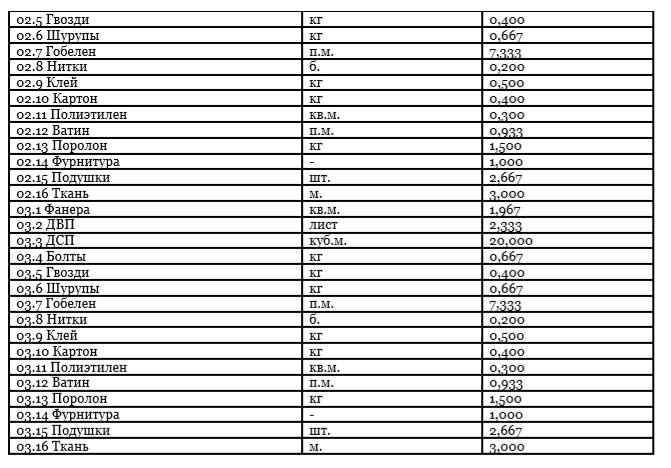 02.5 Гвозди кг 0,400
02.6 Шурупы кг 0,667
02.7 Гобелен п.м. 7,333
02.8 Нитки б. 0,200
02.9 Клей кг 0,500
02.10 Картон кг 0,400
02.11 Полиэтилен кв.м. 0,300
02.12 Ватин п.м. 0,933
02.13 Поролон кг 1,500
02.14 Фурнитура - 1,000
02.15 Подушки шт. 2,667
02.16 Ткань м. 3,000
03.1 Фанера кв.м. 1,967
03.2 ДВП лист 2,333
03.3 ДСП куб.м. 20,000
03.4 Болты кг 0,667
03.5 Гвозди кг 0,400
03.6 Шурупы кг 0,667
03.7 Гобелен п.м. 7,333
03.8 Нитки б. 0,200
03.9 Клей кг 0,500
03.10 Картон кг 0,400
03.11 Полиэтилен кв.м. 0,300
03.12 Ватин п.м. 0,933
03.13 Поролон кг 1,500
03.14 Фурнитура - 1,000
03.15 Подушки шт. 2,667
03.16 Ткань м. 3,000